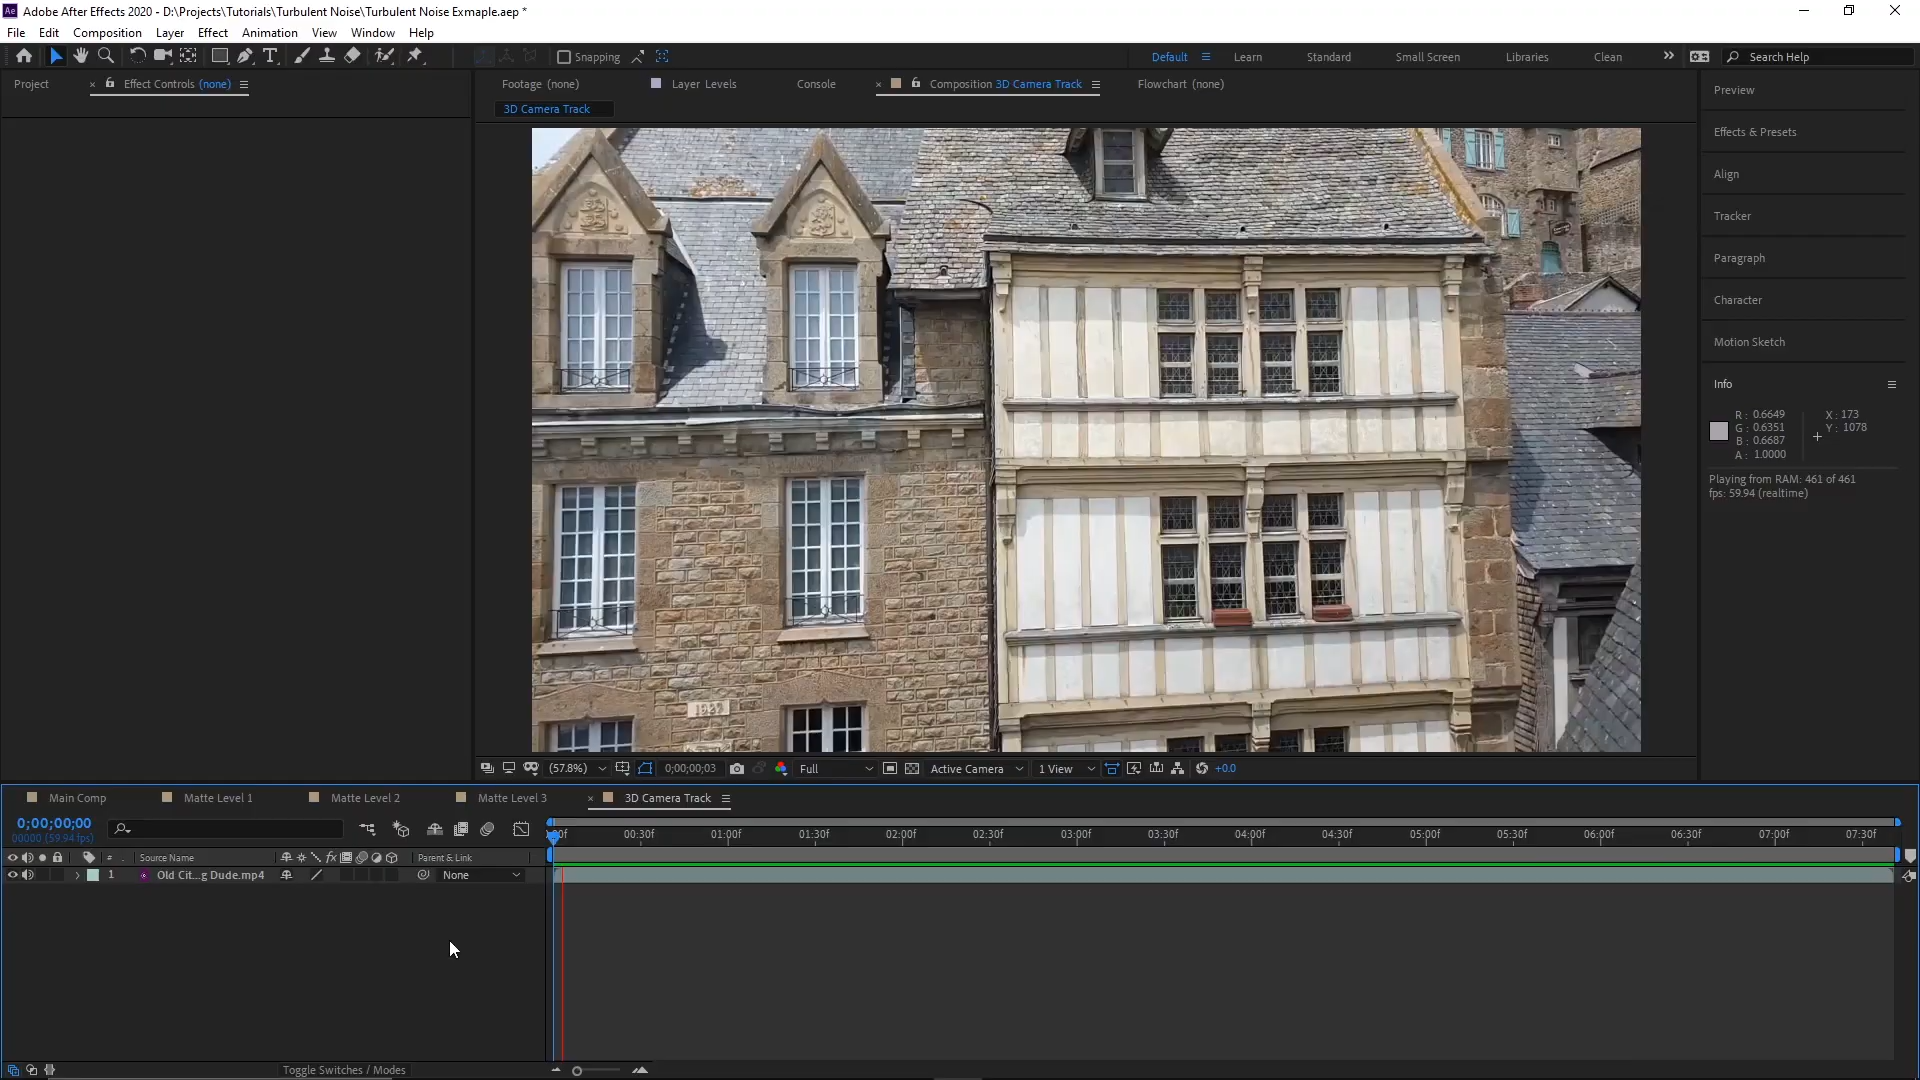 Ae Adobe After Effects 2020 - D:\Projects\Tutorials\Turbulent Noise\Turbulent Noise Exmaple.aep *
File Edit Composition Layer Effect Animation View Window Help
Snapping
Default Learn Standard Small Screen Libraries Clean Search Help
Project
Effect Controls (none)
Footage (none) Layer Levels Console Composition 3D Camera Track Flowchart (none)
3D Camera Track
Preview
Effects & Presets
Align
Tracker
Paragraph
Character
Motion Sketch
Info
R: 0.6649
G: 0.6351
B: 0.6687
A: 1.0000
X: 173
Y: 1078
Playing from RAM: 461 of 461
fps: 59.94 (realtime)
(57.8%) 0;00;00;03 Full Active Camera 1 View +0.0
Main Comp Matte Level 1 Matte Level 2 Matte Level 3 3D Camera Track
0;00;00;00
00000 (59.94 fps)
:00f 00:30f 01:00f 01:30f 02:00f 02:30f 03:00f 03:30f 04:00f 04:30f 05:00f 05:30f 06:00f 06:30f 07:00f 07:30f
# Source Name fx Parent & Link
1 Old Cit...g Dude.mp4 None
Toggle Switches / Modes